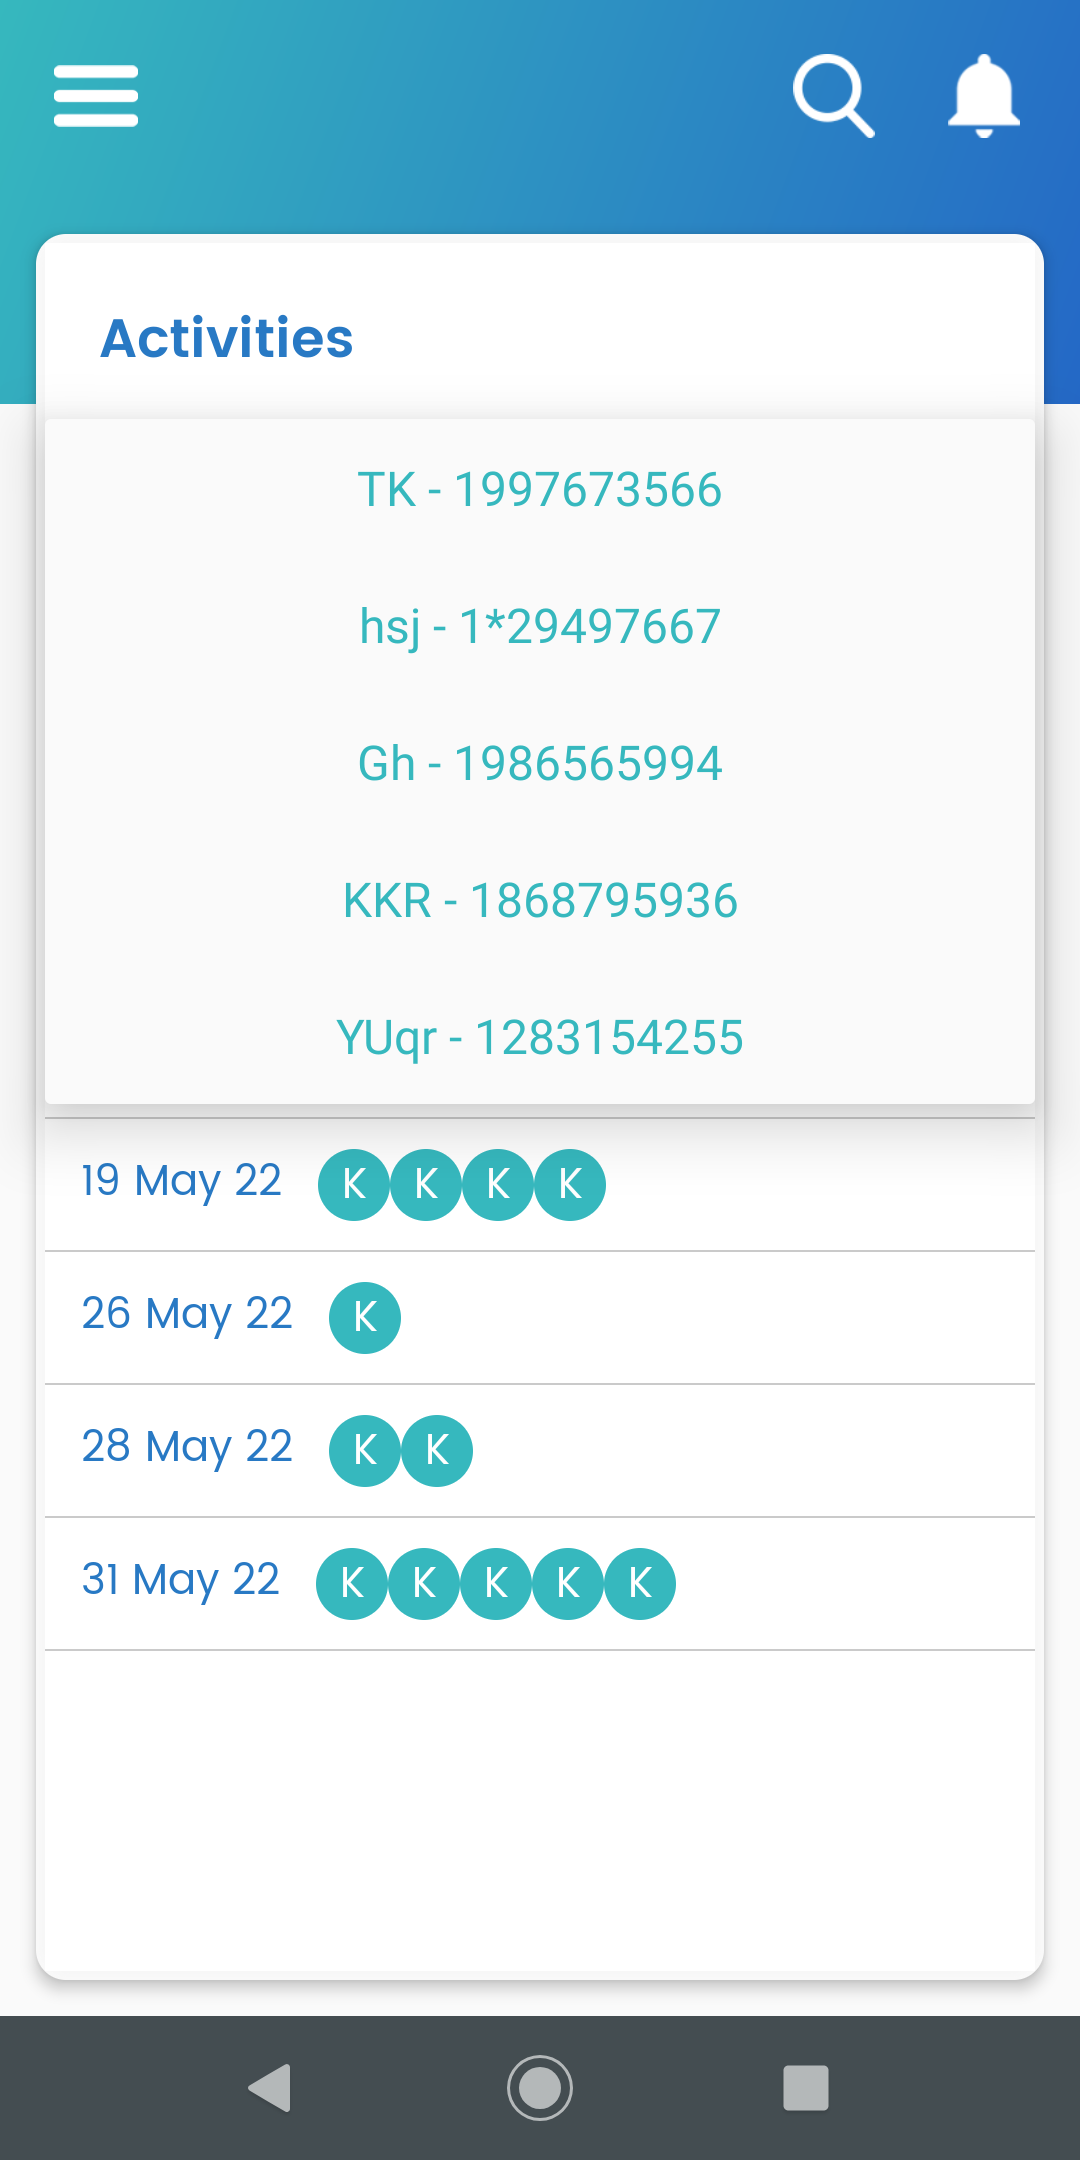 Activities
TK - 1997673566
hsj - 1*29497667
Gh - 1986565994
KKR - 1868795936
YUqr - 1283154255
19 May 22 K K K K
26 May 22 K
28 May 22 K K
31 May 22 K K K K K